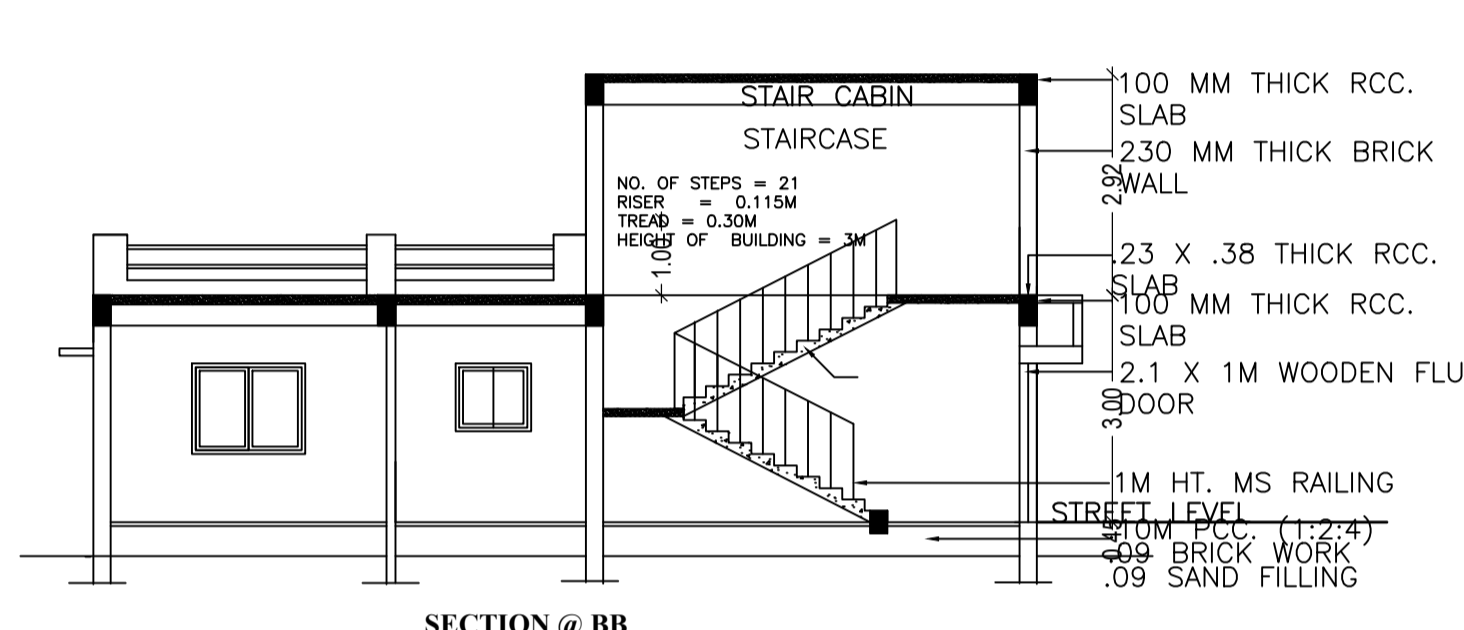 STAIR CABIN
STAIRCASE
NO. OF STEPS = 21
RISER = 0.115M
TREAD = 0.30M
HEIGHT OF BUILDING = 3M
1.00
100 MM THICK RCC.
SLAB
230 MM THICK BRICK
WALL
2.92
.23 X .38 THICK RCC.
SLAB
100 MM THICK RCC.
SLAB
2.1 X 1M WOODEN FLU
DOOR
3.00
1M HT. MS RAILING
STREET LEVEL
.10M PCC. (1:2:4)
0.45
.09 BRICK WORK
.09 SAND FILLING
SECTION @ BB